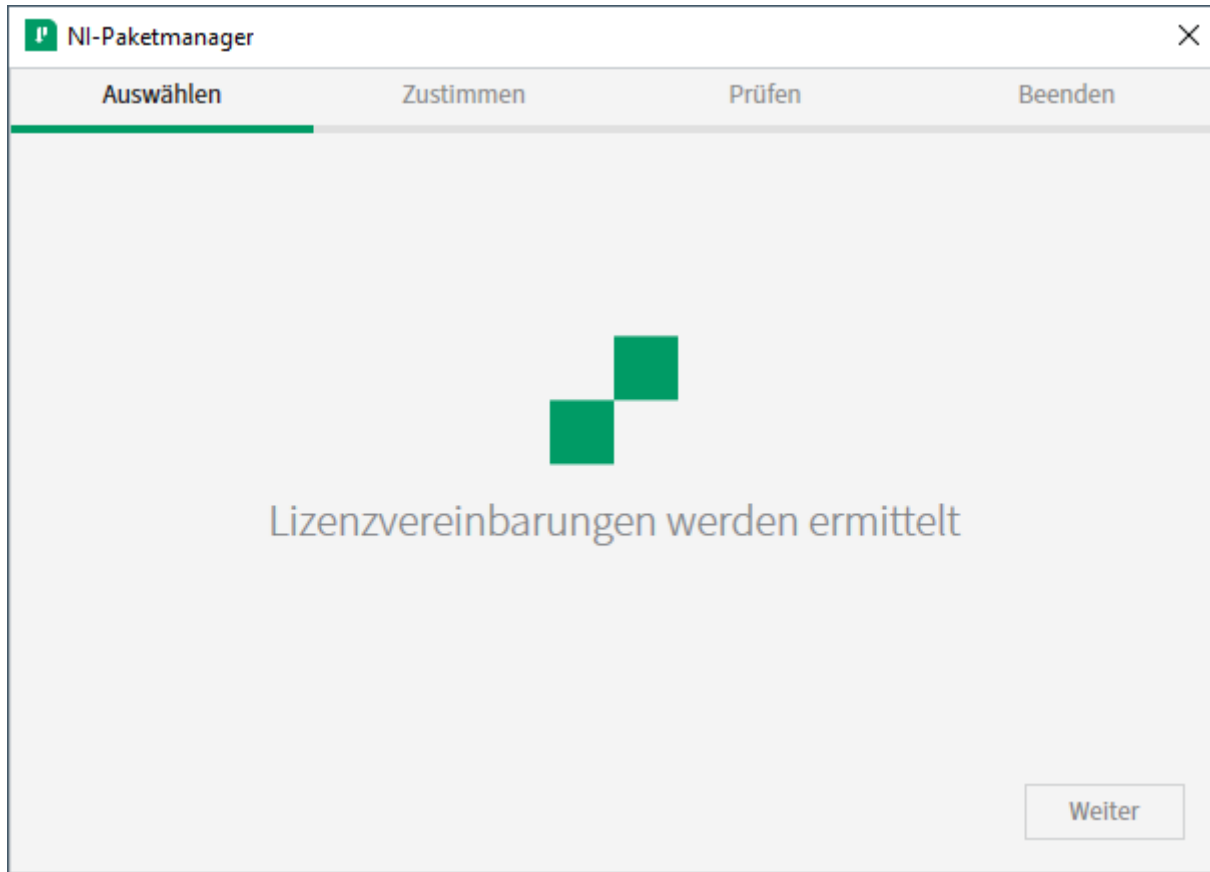 NI-Paketmanager
Auswählen Zustimmen Prüfen Beenden
Lizenzvereinbarungen werden ermittelt
Weiter